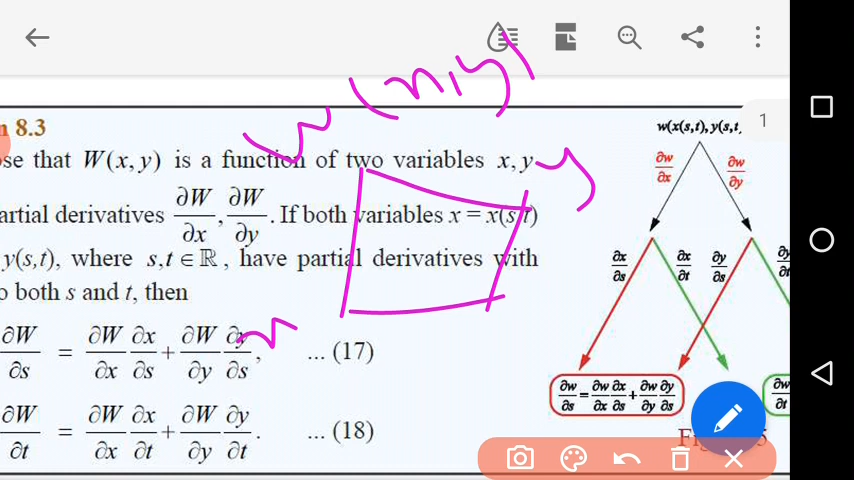 1
n 8.3
W (x, y)
w(x(s,t),y(s,t
ose that W(x, y) is a function of two variables x, y
y
∂w/∂x ∂w/∂y
artial derivatives ∂W/∂x, ∂W/∂y. If both variables x = x(s,t)
y(s,t), where s,t ∈ ℝ, have partial derivatives with
∂x/∂s ∂x/∂t ∂y/∂s ∂y/∂t
o both s and t, then
x
∂W/∂s = ∂W/∂x ∂x/∂s + ∂W/∂y ∂y/∂s, ... (17)
∂w/∂s = ∂w/∂x ∂x/∂s + ∂w/∂y ∂y/∂s
∂w/∂t
∂W/∂t = ∂W/∂x ∂x/∂t + ∂W/∂y ∂y/∂t. ... (18)